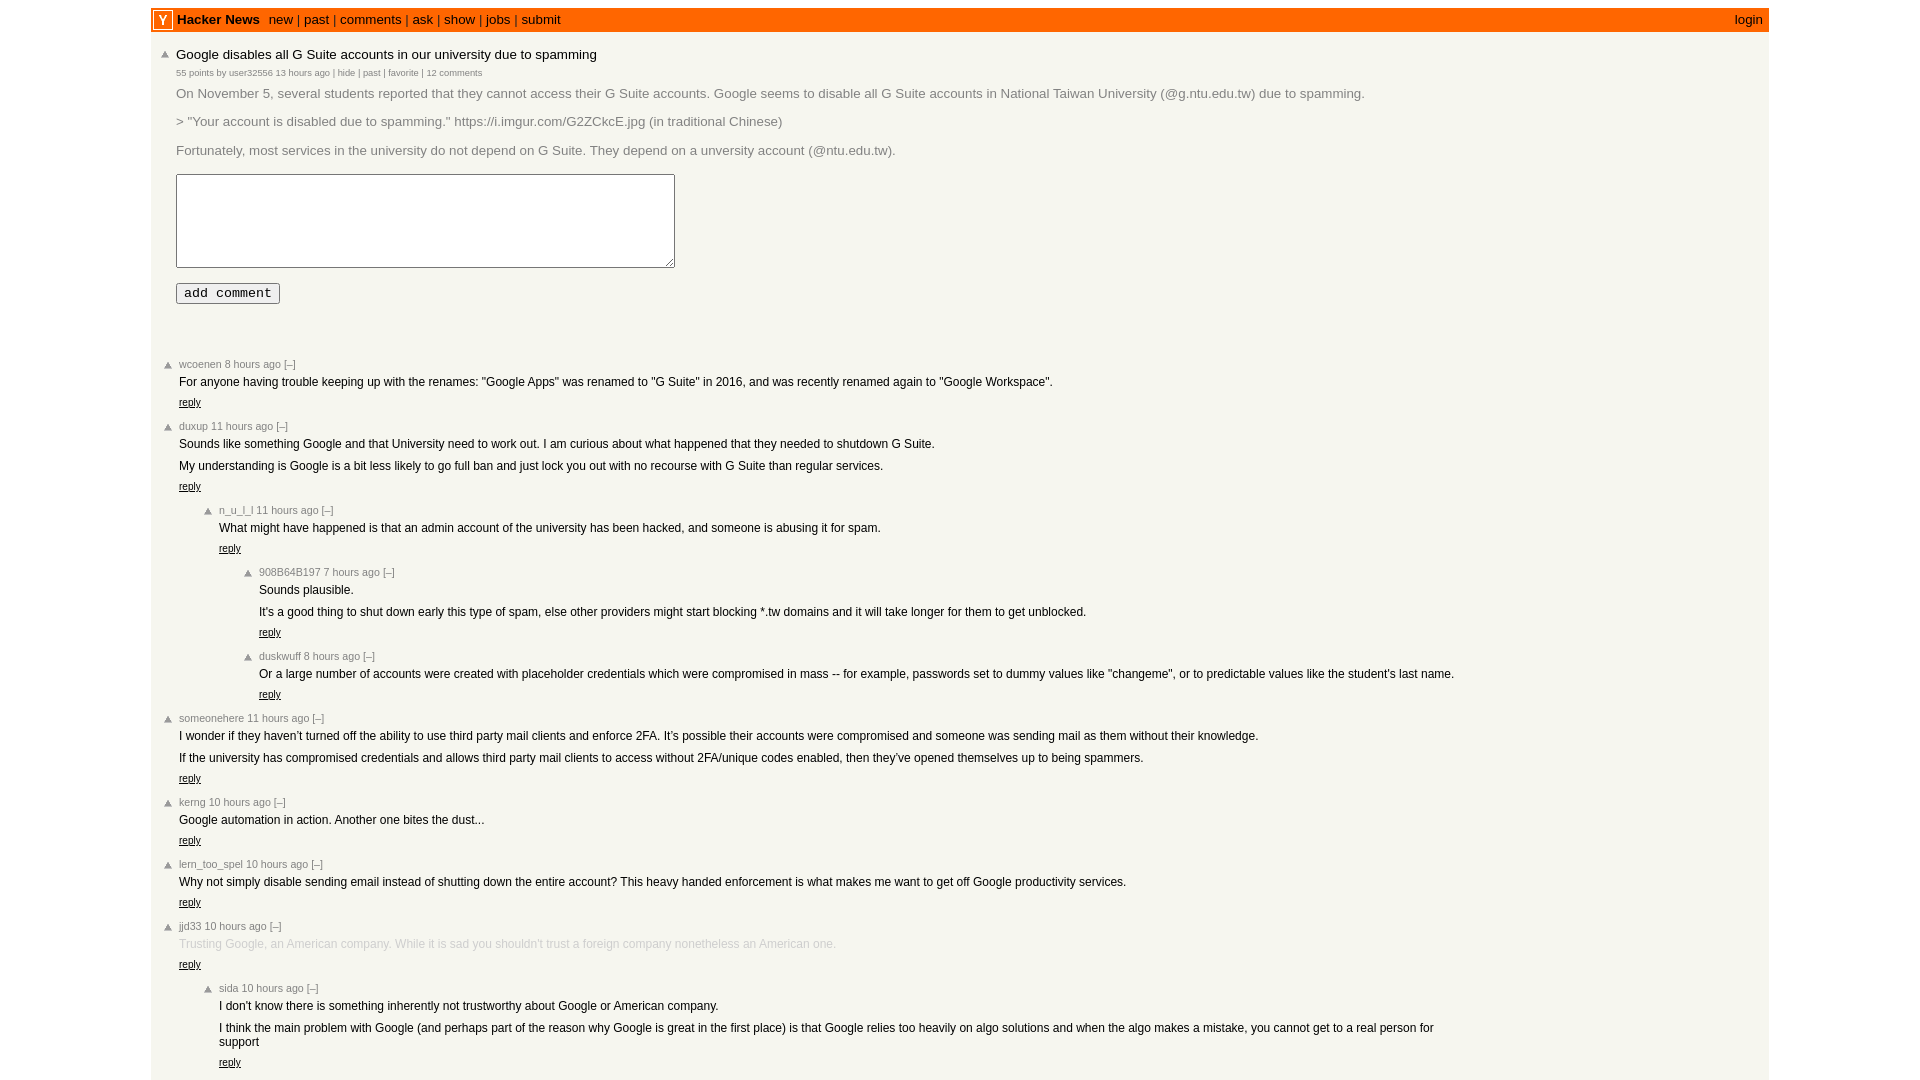 Y Hacker News new | past | comments | ask | show | jobs | submit login
Google disables all G Suite accounts in our university due to spamming
55 points by user32556 13 hours ago | hide | past | favorite | 12 comments
On November 5, several students reported that they cannot access their G Suite accounts. Google seems to disable all G Suite accounts in National Taiwan University (@g.ntu.edu.tw) due to spamming.
> "Your account is disabled due to spamming." https://i.imgur.com/G2ZCkcE.jpg (in traditional Chinese)
Fortunately, most services in the university do not depend on G Suite. They depend on a unversity account (@ntu.edu.tw).
add comment
wcoenen 8 hours ago [–]
For anyone having trouble keeping up with the renames: "Google Apps" was renamed to "G Suite" in 2016, and was recently renamed again to "Google Workspace".
reply
duxup 11 hours ago [–]
Sounds like something Google and that University need to work out. I am curious about what happened that they needed to shutdown G Suite.
My understanding is Google is a bit less likely to go full ban and just lock you out with no recourse with G Suite than regular services.
reply
n_u_l_l 11 hours ago [–]
What might have happened is that an admin account of the university has been hacked, and someone is abusing it for spam.
reply
908B64B197 7 hours ago [–]
Sounds plausible.
It's a good thing to shut down early this type of spam, else other providers might start blocking *.tw domains and it will take longer for them to get unblocked.
reply
duskwuff 8 hours ago [–]
Or a large number of accounts were created with placeholder credentials which were compromised in mass -- for example, passwords set to dummy values like "changeme", or to predictable values like the student's last name.
reply
someonehere 11 hours ago [–]
I wonder if they haven’t turned off the ability to use third party mail clients and enforce 2FA. It’s possible their accounts were compromised and someone was sending mail as them without their knowledge.
If the university has compromised credentials and allows third party mail clients to access without 2FA/unique codes enabled, then they’ve opened themselves up to being spammers.
reply
kerng 10 hours ago [–]
Google automation in action. Another one bites the dust...
reply
lern_too_spel 10 hours ago [–]
Why not simply disable sending email instead of shutting down the entire account? This heavy handed enforcement is what makes me want to get off Google productivity services.
reply
jjd33 10 hours ago [–]
Trusting Google, an American company. While it is sad you shouldn't trust a foreign company nonetheless an American one.
reply
sida 10 hours ago [–]
I don't know there is something inherently not trustworthy about Google or American company.
I think the main problem with Google (and perhaps part of the reason why Google is great in the first place) is that Google relies too heavily on algo solutions and when the algo makes a mistake, you cannot get to a real person for
support
reply